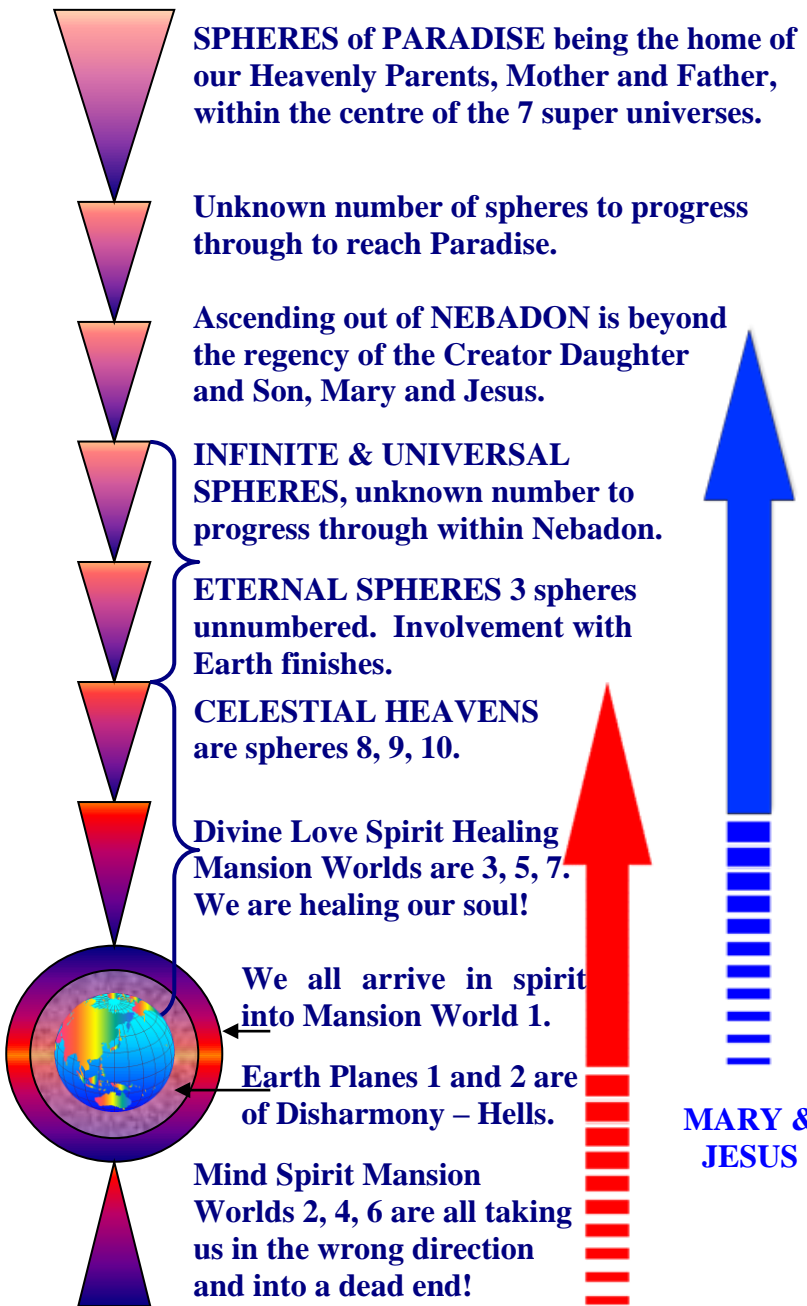 SPHERES of PARADISE being the home of
our Heavenly Parents, Mother and Father,
within the centre of the 7 super universes.
Unknown number of spheres to progress
through to reach Paradise.
Ascending out of NEBADON is beyond
the regency of the Creator Daughter
and Son, Mary and Jesus.
INFINITE & UNIVERSAL
SPHERES, unknown number to
progress through within Nebadon.
ETERNAL SPHERES 3 spheres
unnumbered. Involvement with
Earth finishes.
CELESTIAL HEAVENS
are spheres 8, 9, 10.
Divine Love Spirit Healing
Mansion Worlds are 3, 5, 7.
We are healing our soul!
We all arrive in spirit
into Mansion World 1.
Earth Planes 1 and 2 are
of Disharmony – Hells.
MARY &
JESUS
Mind Spirit Mansion
Worlds 2, 4, 6 are all taking
us in the wrong direction
and into a dead end!